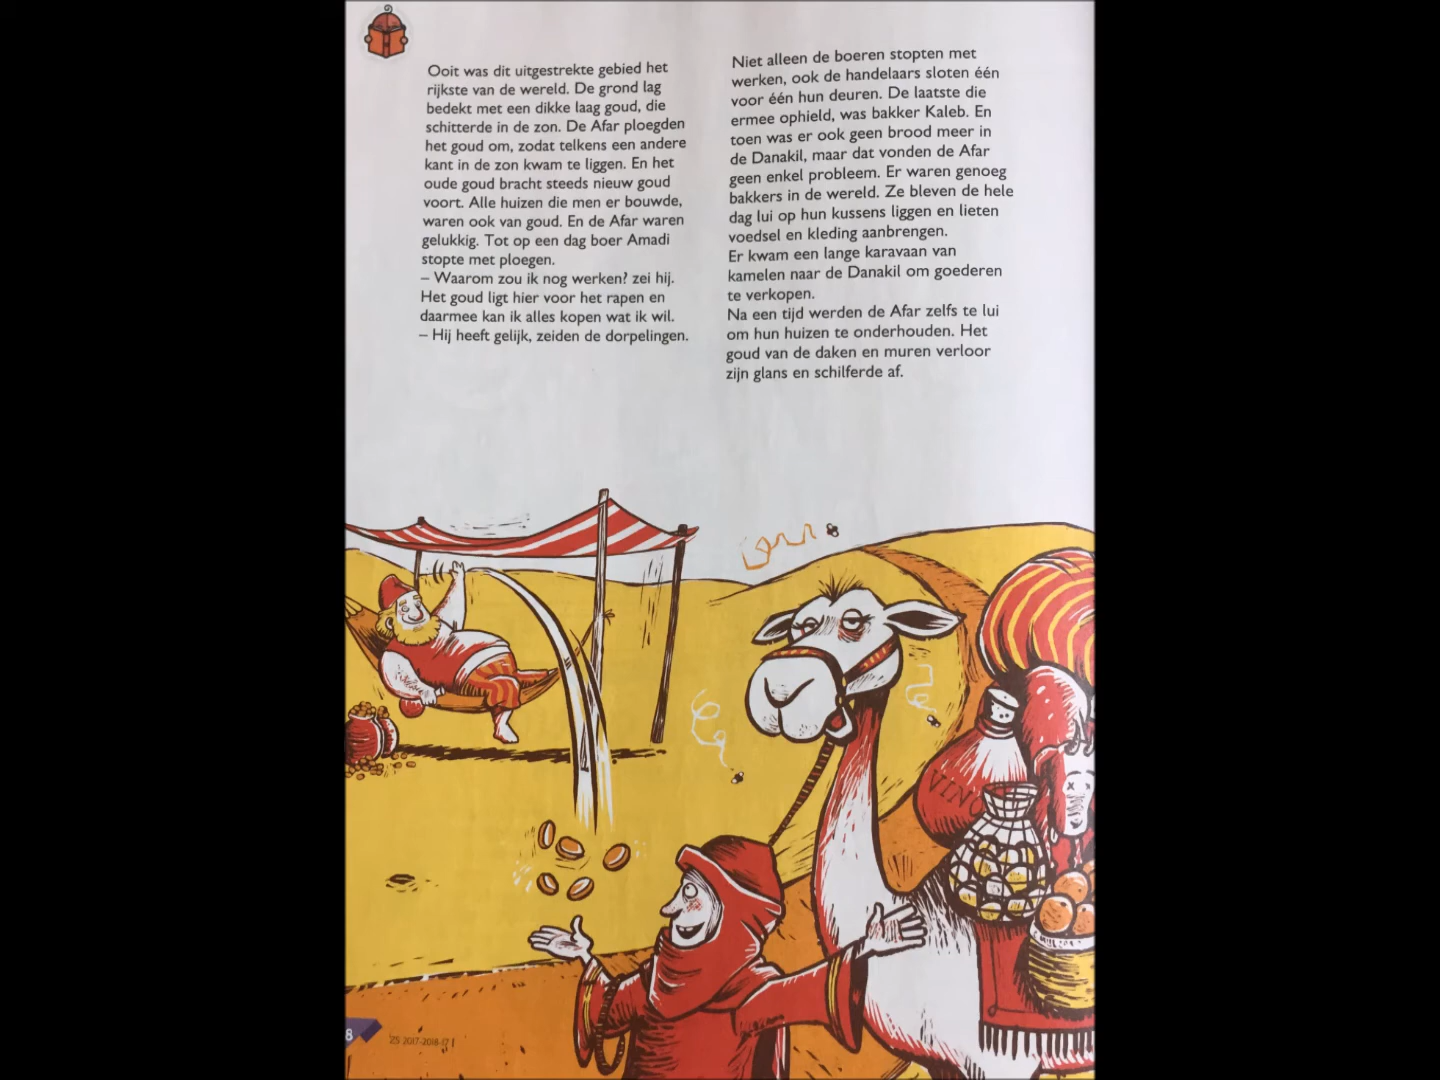 Ooit was dit uitgestrekte gebied het
rijkste van de wereld. De grond lag
bedekt met een dikke laag goud, die
schitterde in de zon. De Afar ploegden
het goud om, zodat telkens een andere
kant in de zon kwam te liggen. En het
oude goud bracht steeds nieuw goud
voort. Alle huizen die men er bouwde,
waren ook van goud. En de Afar waren
gelukkig. Tot op een dag boer Amadi
stopte met ploegen.
– Waarom zou ik nog werken? zei hij.
Het goud ligt hier voor het rapen en
daarmee kan ik alles kopen wat ik wil.
– Hij heeft gelijk, zeiden de dorpelingen.
Niet alleen de boeren stopten met
werken, ook de handelaars sloten één
voor één hun deuren. De laatste die
ermee ophield, was bakker Kaleb. En
toen was er ook geen brood meer in
de Danakil, maar dat vonden de Afar
geen enkel probleem. Er waren genoeg
bakkers in de wereld. Ze bleven de hele
dag lui op hun kussens liggen en lieten
voedsel en kleding aanbrengen.
Er kwam een lange karavaan van
kamelen naar de Danakil om goederen
te verkopen.
Na een tijd werden de Afar zelfs te lui
om hun huizen te onderhouden. Het
goud van de daken en muren verloor
zijn glans en schilferde af.
VINO
8